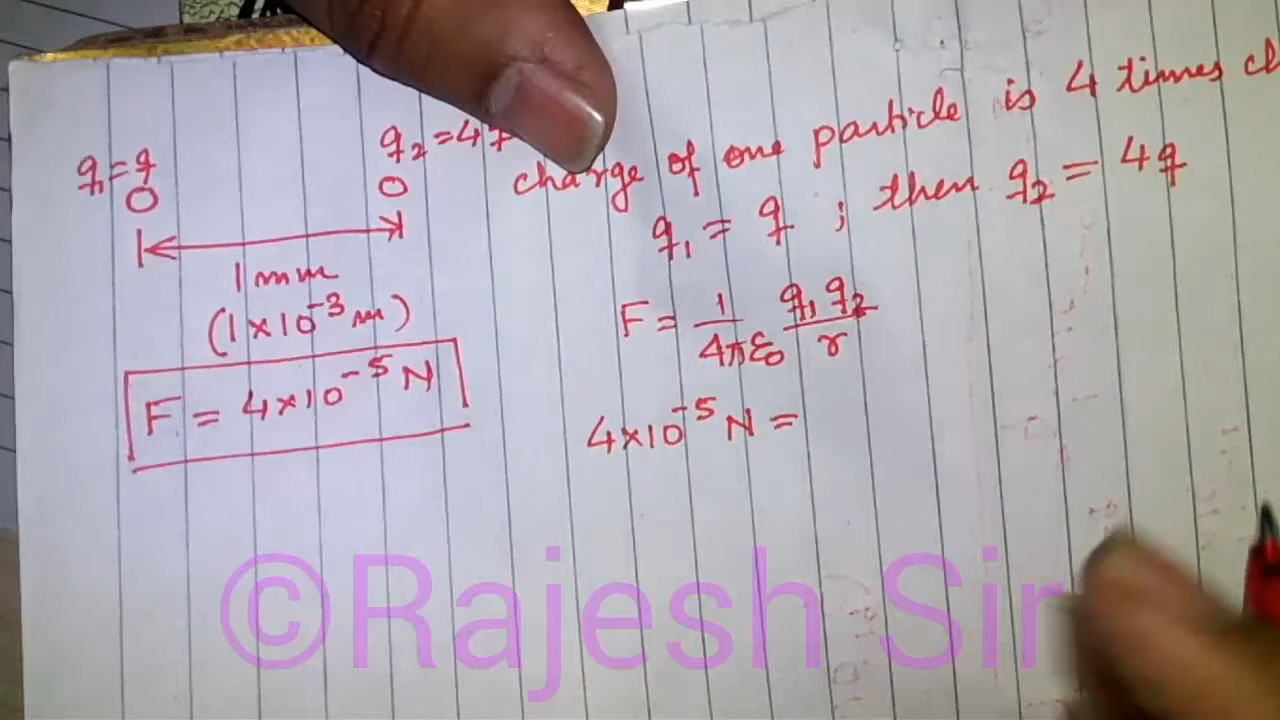 q₁ = q
q₂ = 4q
1mm
(1×10⁻³m)
F = 4×10⁻⁵ N
charge of one particle is 4 times
q₁ = q ; then q₂ = 4q
F = 1/4πε₀ q₁q₂/r
4×10⁻⁵ N =
©Rajesh Sir